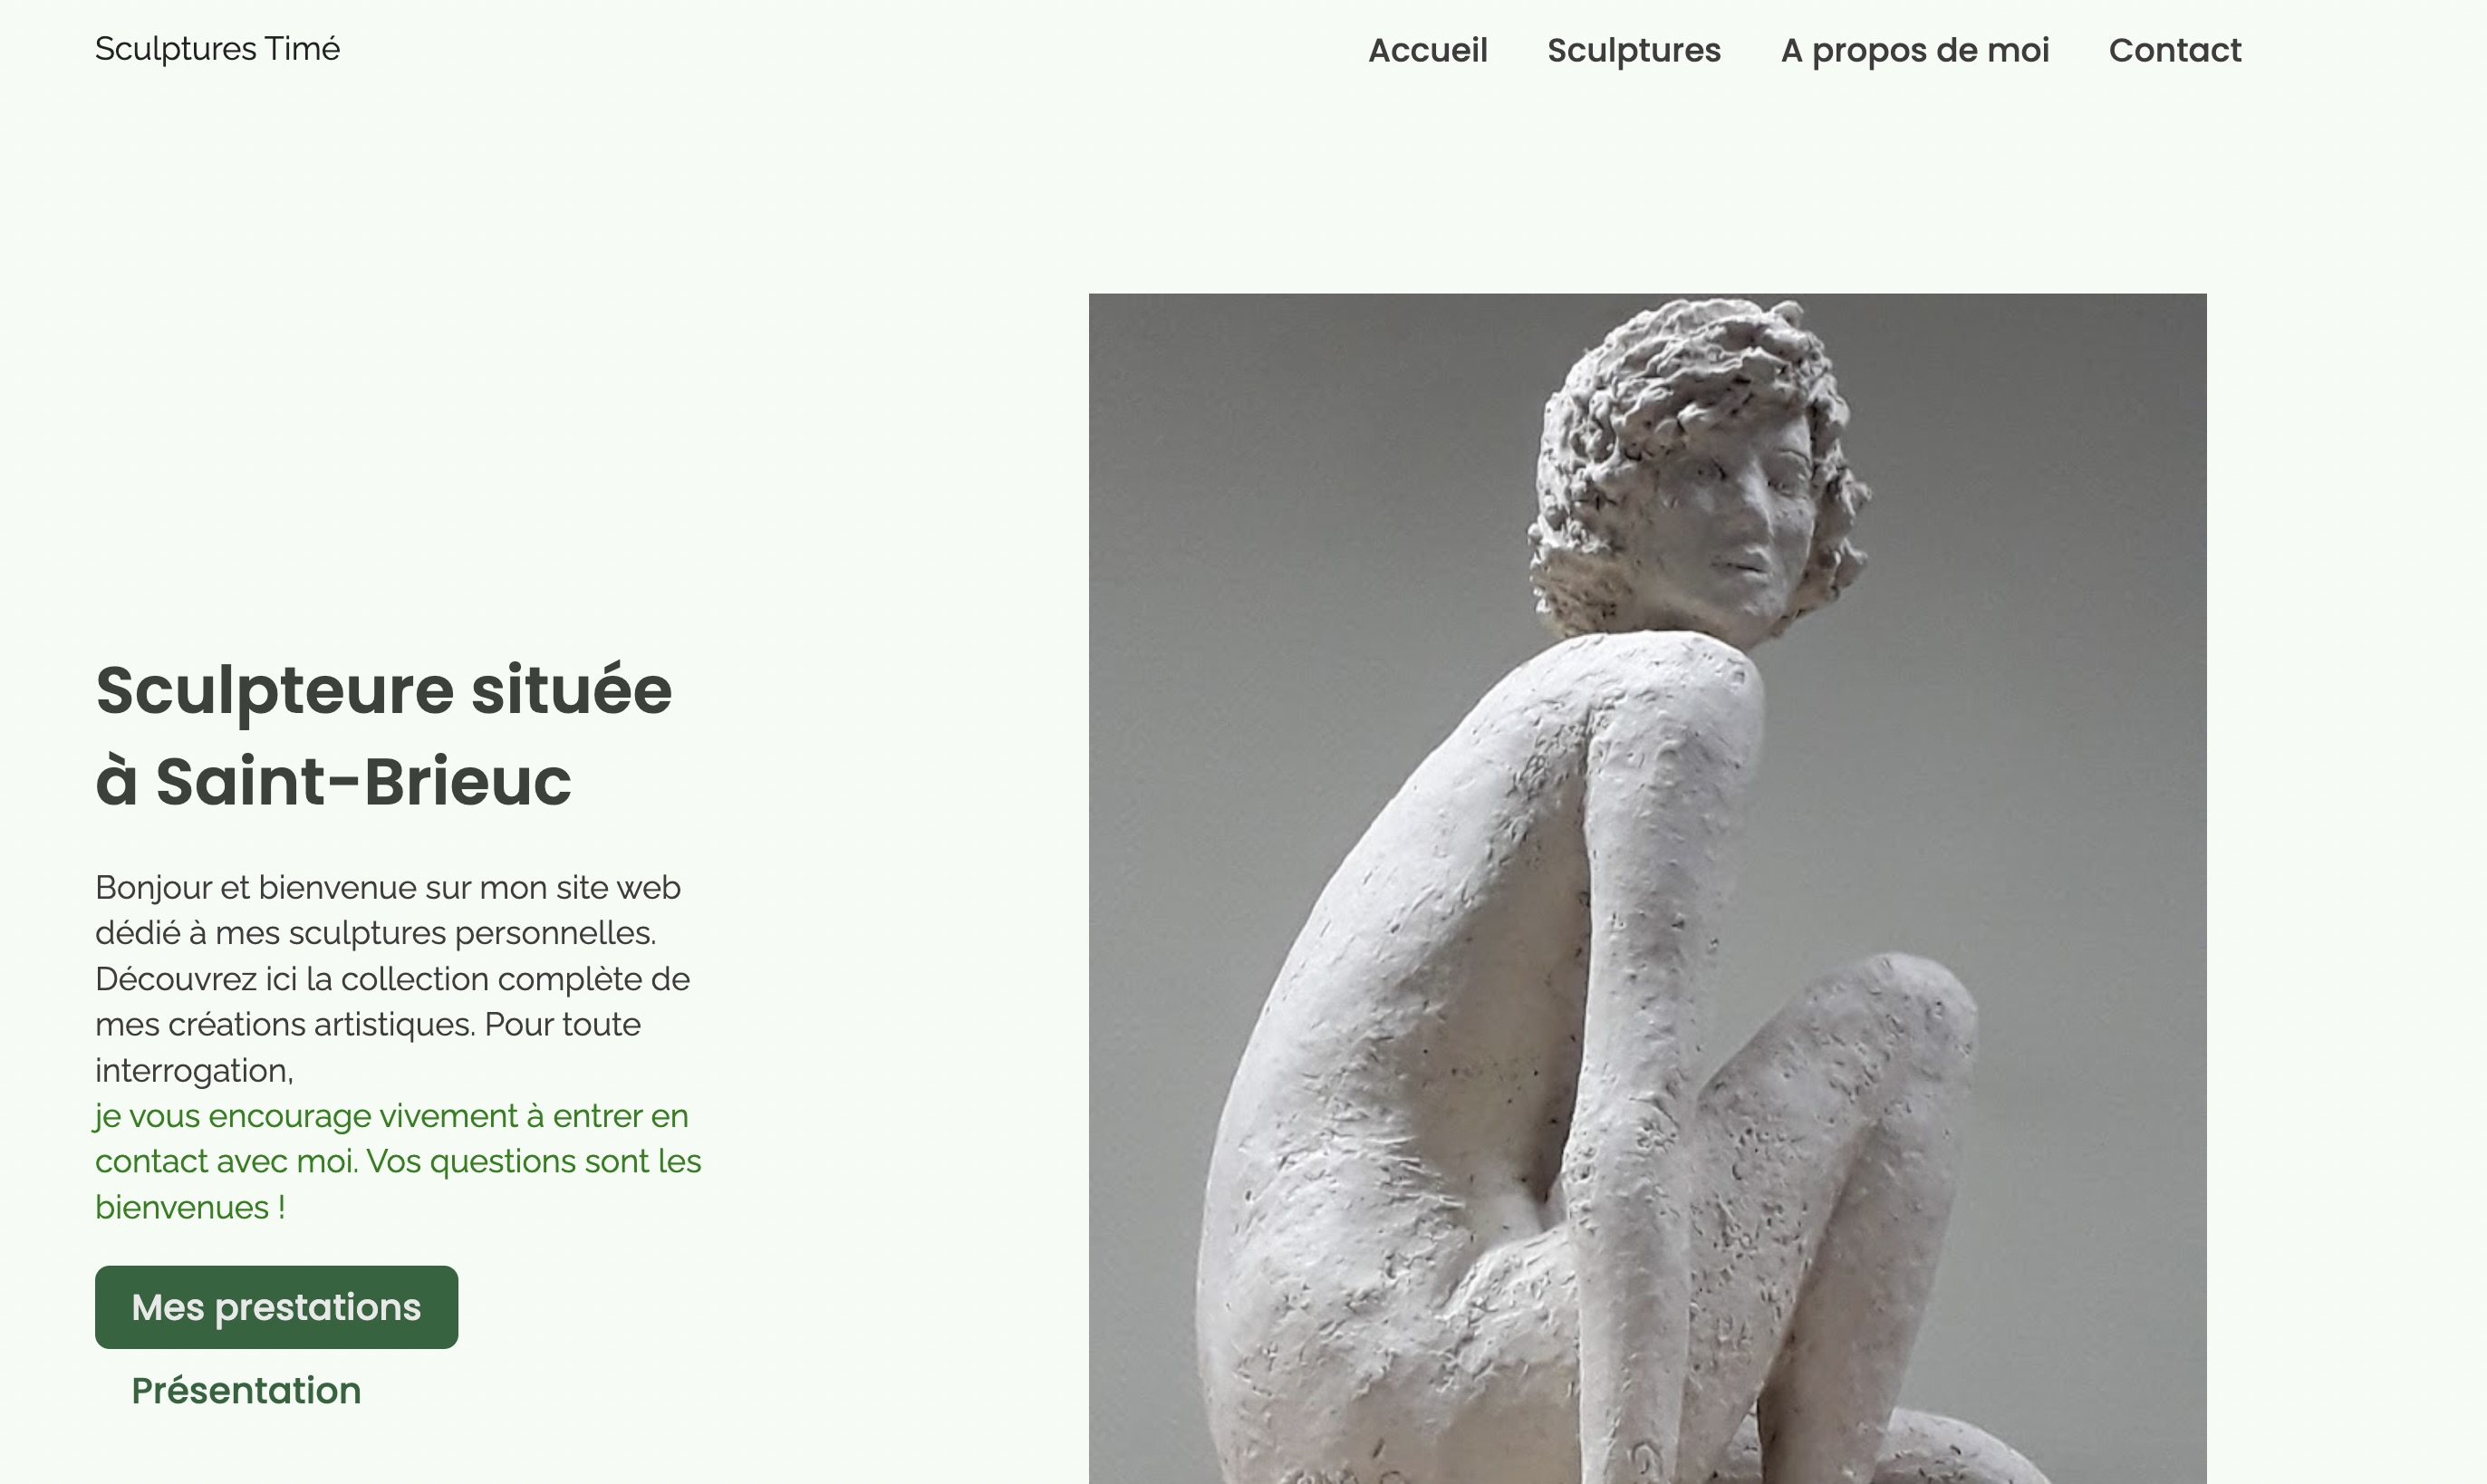 Sculptures Timé
Accueil Sculptures A propos de moi Contact
Sculpteure située
à Saint-Brieuc
Bonjour et bienvenue sur mon site web
dédié à mes sculptures personnelles.
Découvrez ici la collection complète de
mes créations artistiques. Pour toute
interrogation,
je vous encourage vivement à entrer en
contact avec moi. Vos questions sont les
bienvenues !
Mes prestations
Présentation